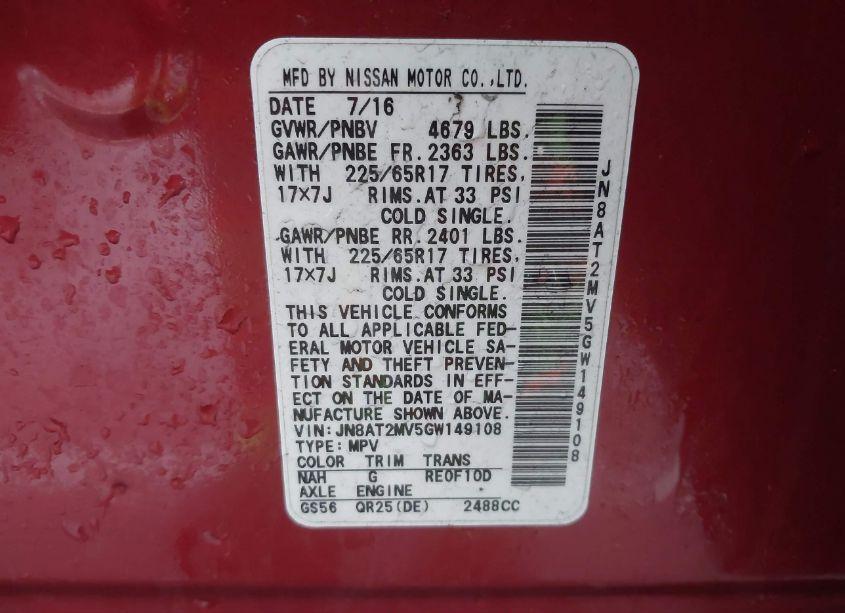 MFD BY NISSAN MOTOR CO.,LTD.
DATE 7/16
GVWR/PNBV 4679 LBS.
GAWR/PNBE FR. 2363 LBS.
WITH 225/65R17 TIRES,
17×7J RIMS.AT 33 PSI
COLD SINGLE.
GAWR/PNBE RR. 2401 LBS.
WITH 225/65R17 TIRES,
17×7J RIMS.AT 33 PSI
COLD SINGLE.
THIS VEHICLE CONFORMS
TO ALL APPLICABLE FED-
ERAL MOTOR VEHICLE SA-
FETY AND THEFT PREVEN-
TION STANDARDS IN EFF-
ECT ON THE DATE OF MA-
NUFACTURE SHOWN ABOVE.
VIN:JN8AT2MV5GW149108
TYPE: MPV
COLOR TRIM TRANS
NAH G RE0F10D
AXLE ENGINE
GS56 QR25(DE) 2488CC
JN8AT2MV5GW149108